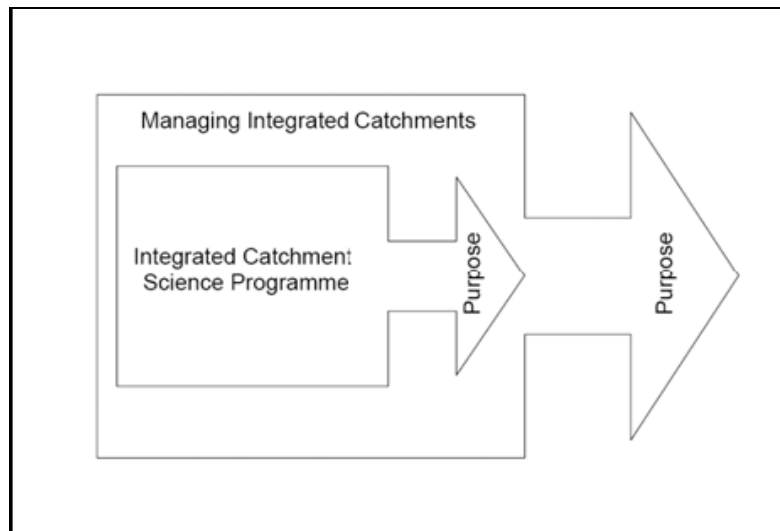 Managing Integrated Catchments
Integrated Catchment
Science Programme
Purpose
Purpose